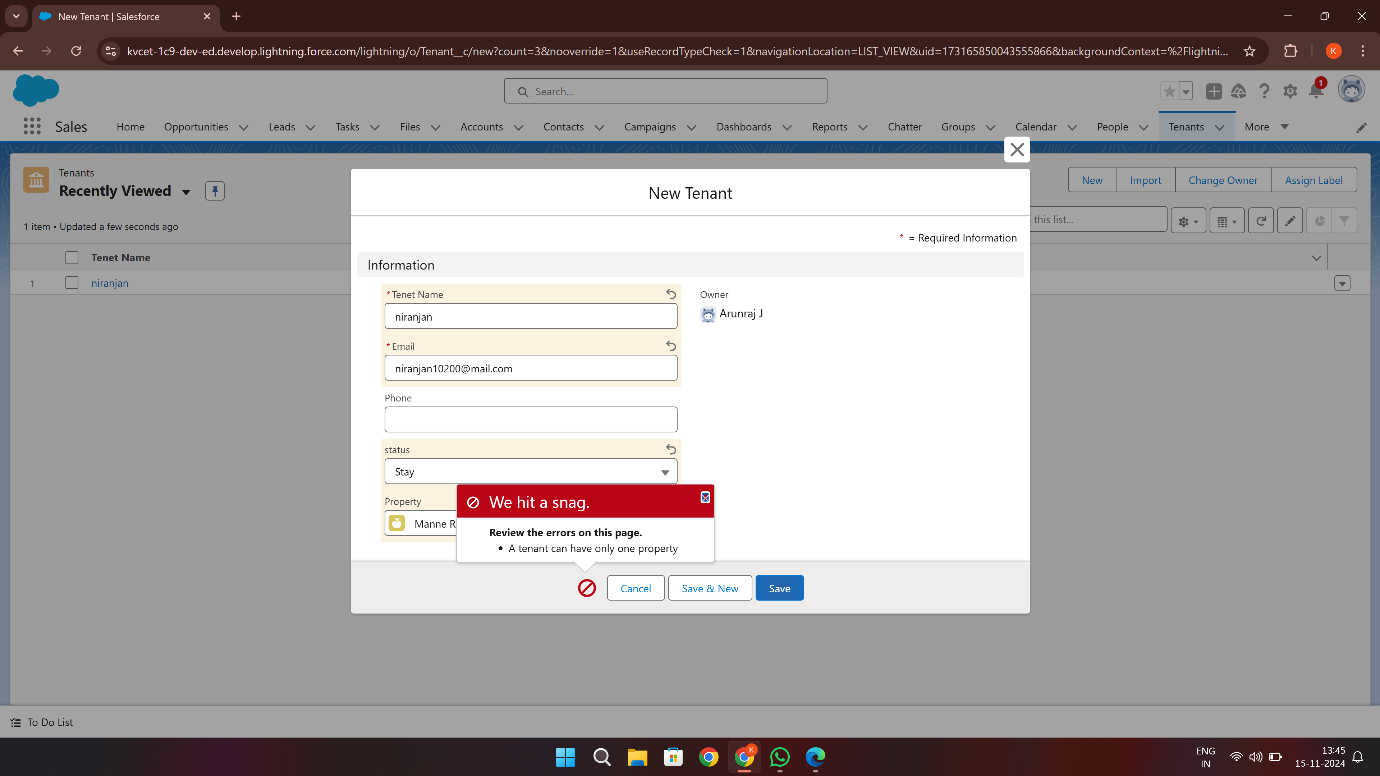 New Tenant | Salesforce
kvcet-1c9-dev-ed.develop.lightning.force.com/lightning/o/Tenant__c/new?count=3&nooverride=1&useRecordTypeCheck=1&navigationLocation=LIST_VIEW&uid=173165850043555866&backgroundContext=%2Flightni...
K
Search...
1
Sales
Home
Opportunities
Leads
Tasks
Files
Accounts
Contacts
Campaigns
Dashboards
Reports
Chatter
Groups
Calendar
People
Tenants
More
Tenants
Recently Viewed
New
Import
Change Owner
Assign Label
1 item • Updated a few seconds ago
this list...
Tenet Name
1
niranjan
New Tenant
* = Required Information
Information
*Tenet Name
niranjan
Owner
Arunraj J
*Email
niranjan10200@mail.com
Phone
status
Stay
Property
Manne R
We hit a snag.
Review the errors on this page.
• A tenant can have only one property
Cancel
Save & New
Save
To Do List
K
ENG
IN
13:45
15-11-2024